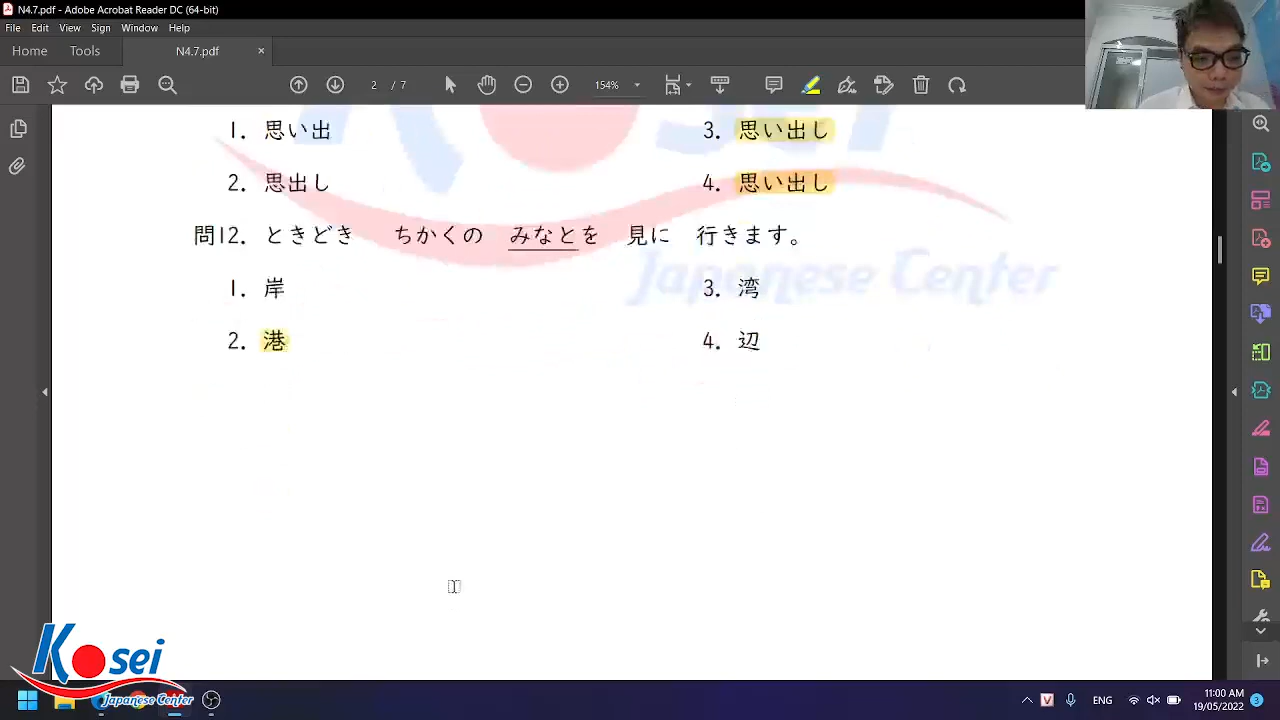 N4.7.pdf - Adobe Acrobat Reader DC (64-bit)
File Edit View Sign Window Help
Home Tools N4.7.pdf ×
2 / 7 154%
1. 思い出 3. 思い出し
2. 思出し 4. 思い出し
問12. ときどき ちかくの みなとを 見に 行きます。
1. 岸 3. 湾
2. 港 4. 辺
Japanese Center
Kosei
Japanese Center
V ENG 11:00 AM
19/05/2022 3